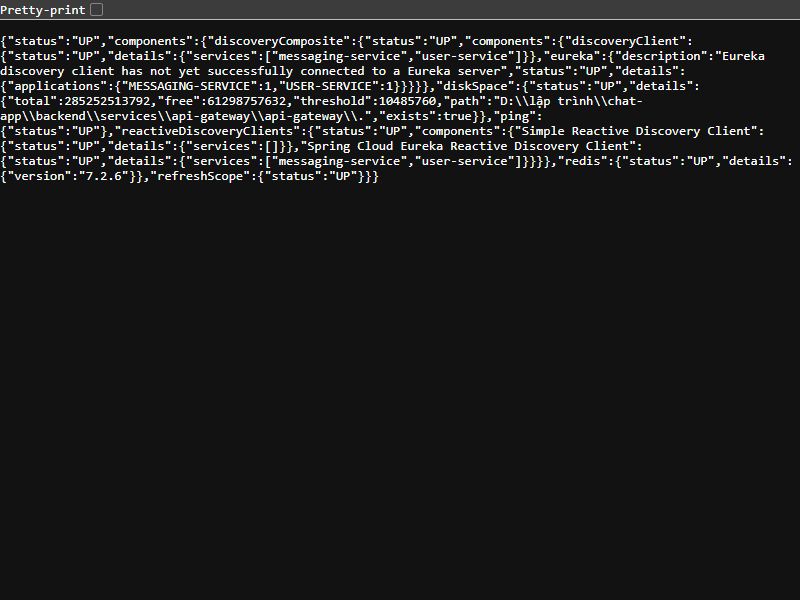 Pretty-print
{"status":"UP","components":{"discoveryComposite":{"status":"UP","components":{"discoveryClient":
{"status":"UP","details":{"services":["messaging-service","user-service"]}},"eureka":{"description":"Eureka
discovery client has not yet successfully connected to a Eureka server","status":"UP","details":
{"applications":{"MESSAGING-SERVICE":1,"USER-SERVICE":1}}}}},"diskSpace":{"status":"UP","details":
{"total":285252513792,"free":61298757632,"threshold":10485760,"path":"D:\\lập trình\\chat-
app\\backend\\services\\api-gateway\\api-gateway\\.","exists":true}},"ping":
{"status":"UP"},"reactiveDiscoveryClients":{"status":"UP","components":{"Simple Reactive Discovery Client":
{"status":"UP","details":{"services":[]}},"Spring Cloud Eureka Reactive Discovery Client":
{"status":"UP","details":{"services":["messaging-service","user-service"]}}}},"redis":{"status":"UP","details":
{"version":"7.2.6"}},"refreshScope":{"status":"UP"}}}